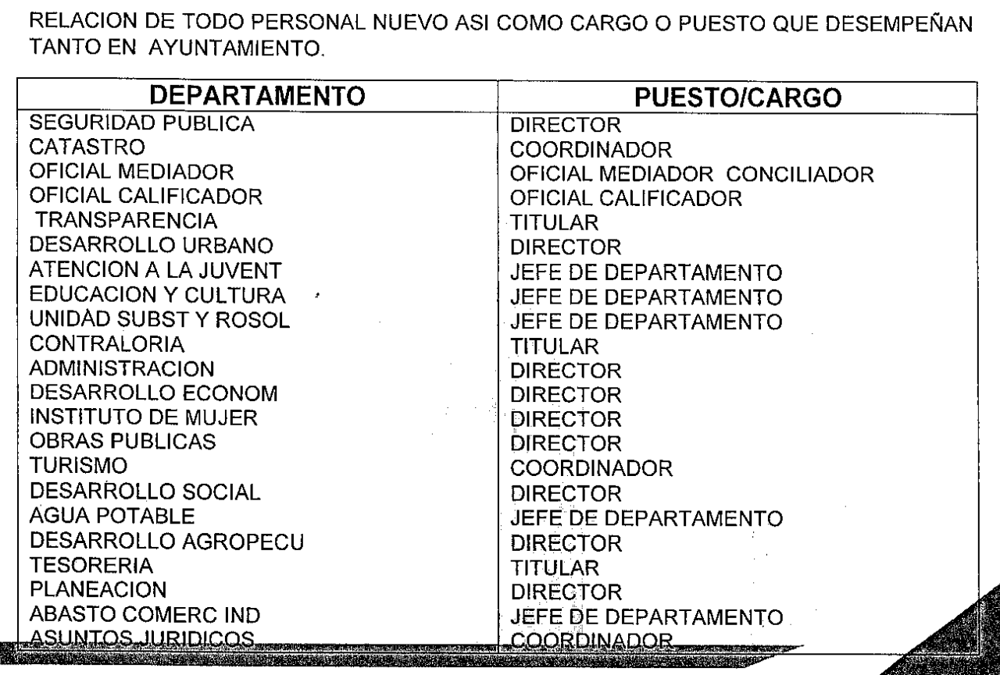 RELACION DE TODO PERSONAL NUEVO ASI COMO CARGO O PUESTO QUE DESEMPEÑAN
TANTO EN AYUNTAMIENTO.
DEPARTAMENTO PUESTO/CARGO
SEGURIDAD PUBLICA DIRECTOR
CATASTRO COORDINADOR
OFICIAL MEDIADOR OFICIAL MEDIADOR CONCILIADOR
OFICIAL CALIFICADOR OFICIAL CALIFICADOR
TRANSPARENCIA TITULAR
DESARROLLO URBANO DIRECTOR
ATENCION A LA JUVENT JEFE DE DEPARTAMENTO
EDUCACION Y CULTURA JEFE DE DEPARTAMENTO
UNIDAD SUBST Y ROSOL JEFE DE DEPARTAMENTO
CONTRALORIA TITULAR
ADMINISTRACION DIRECTOR
DESARROLLO ECONOM DIRECTOR
INSTITUTO DE MUJER DIRECTOR
OBRAS PUBLICAS DIRECTOR
TURISMO COORDINADOR
DESARROLLO SOCIAL DIRECTOR
AGUA POTABLE JEFE DE DEPARTAMENTO
DESARROLLO AGROPECU DIRECTOR
TESORERIA TITULAR
PLANEACION DIRECTOR
ABASTO COMERC IND JEFE DE DEPARTAMENTO
ASUNTOS JURIDICOS COORDINADOR